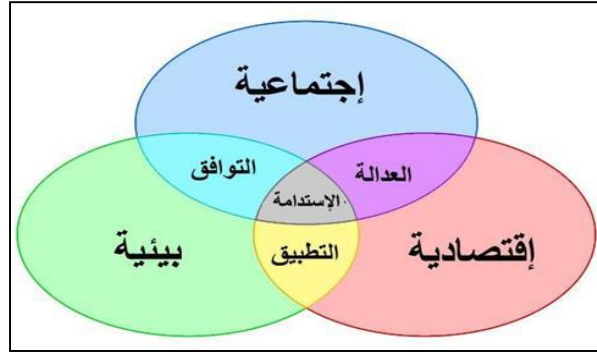 إجتماعية
العدالة
التوافق
الإستدامة
إقتصادية
التطبيق
بيئية